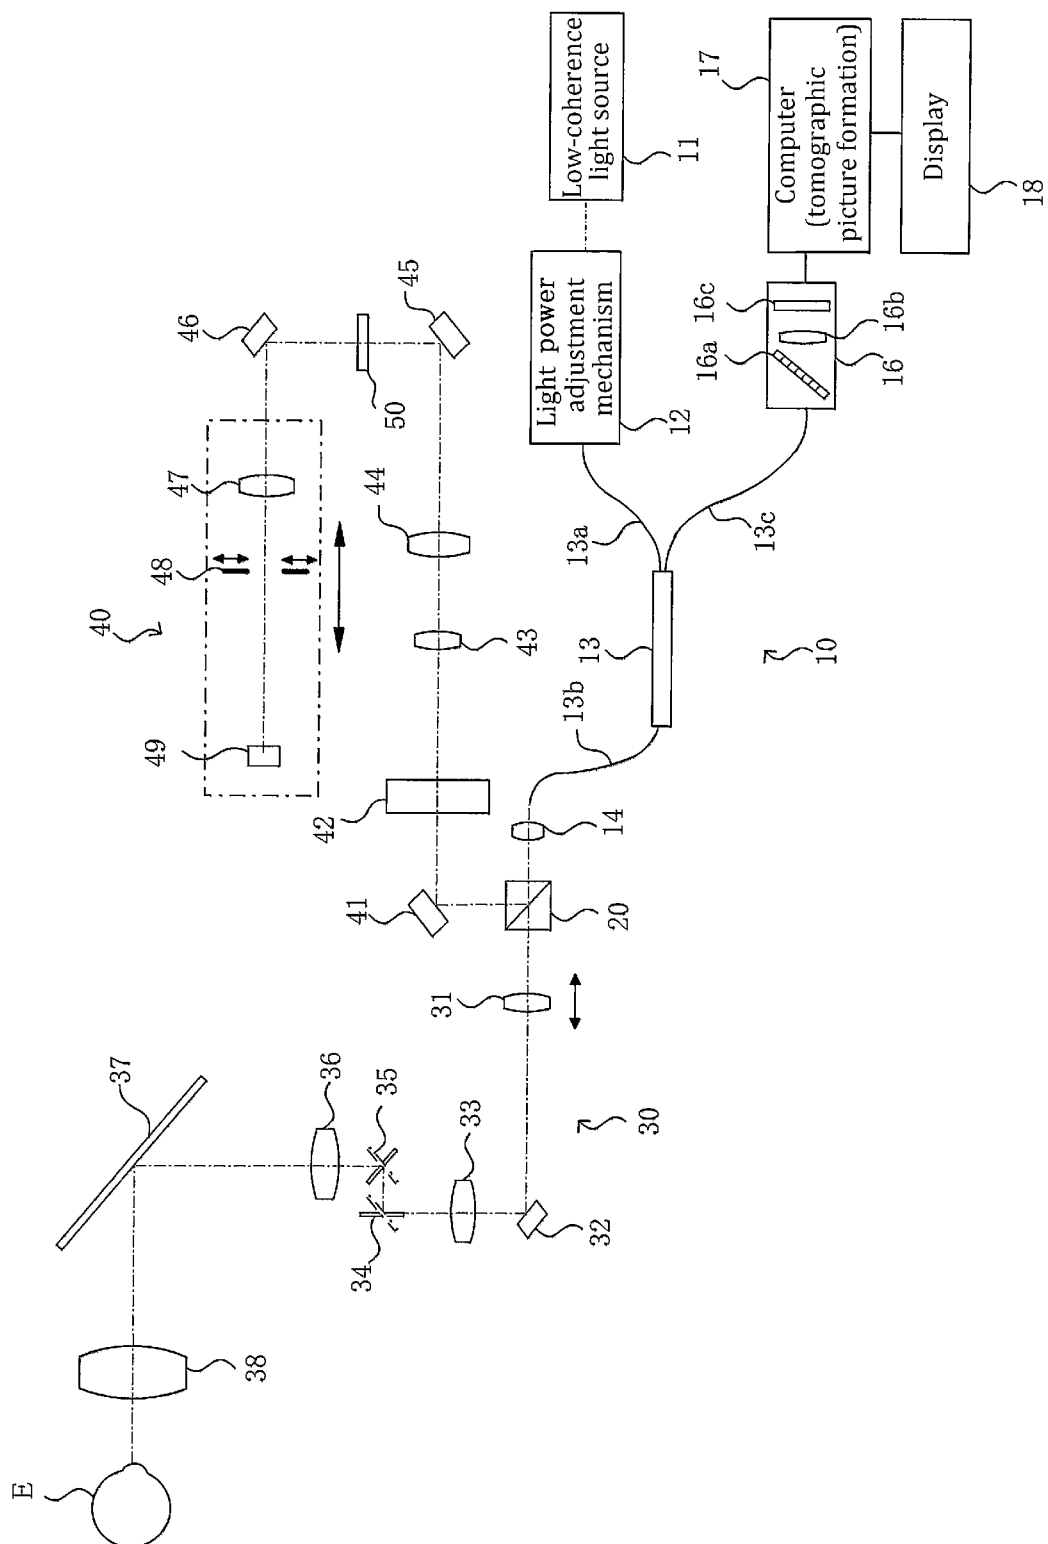 E
38
37
36
35
34
33
32
30
31
20
14
13b
13
13a
13c
10
40
41
42
43
44
45
46
47
48
49
50
Low-coherence
light source
11
Light power
adjustment
mechanism
12
16a
16b
16c
16
Computer
(tomographic
picture formation)
17
Display
18